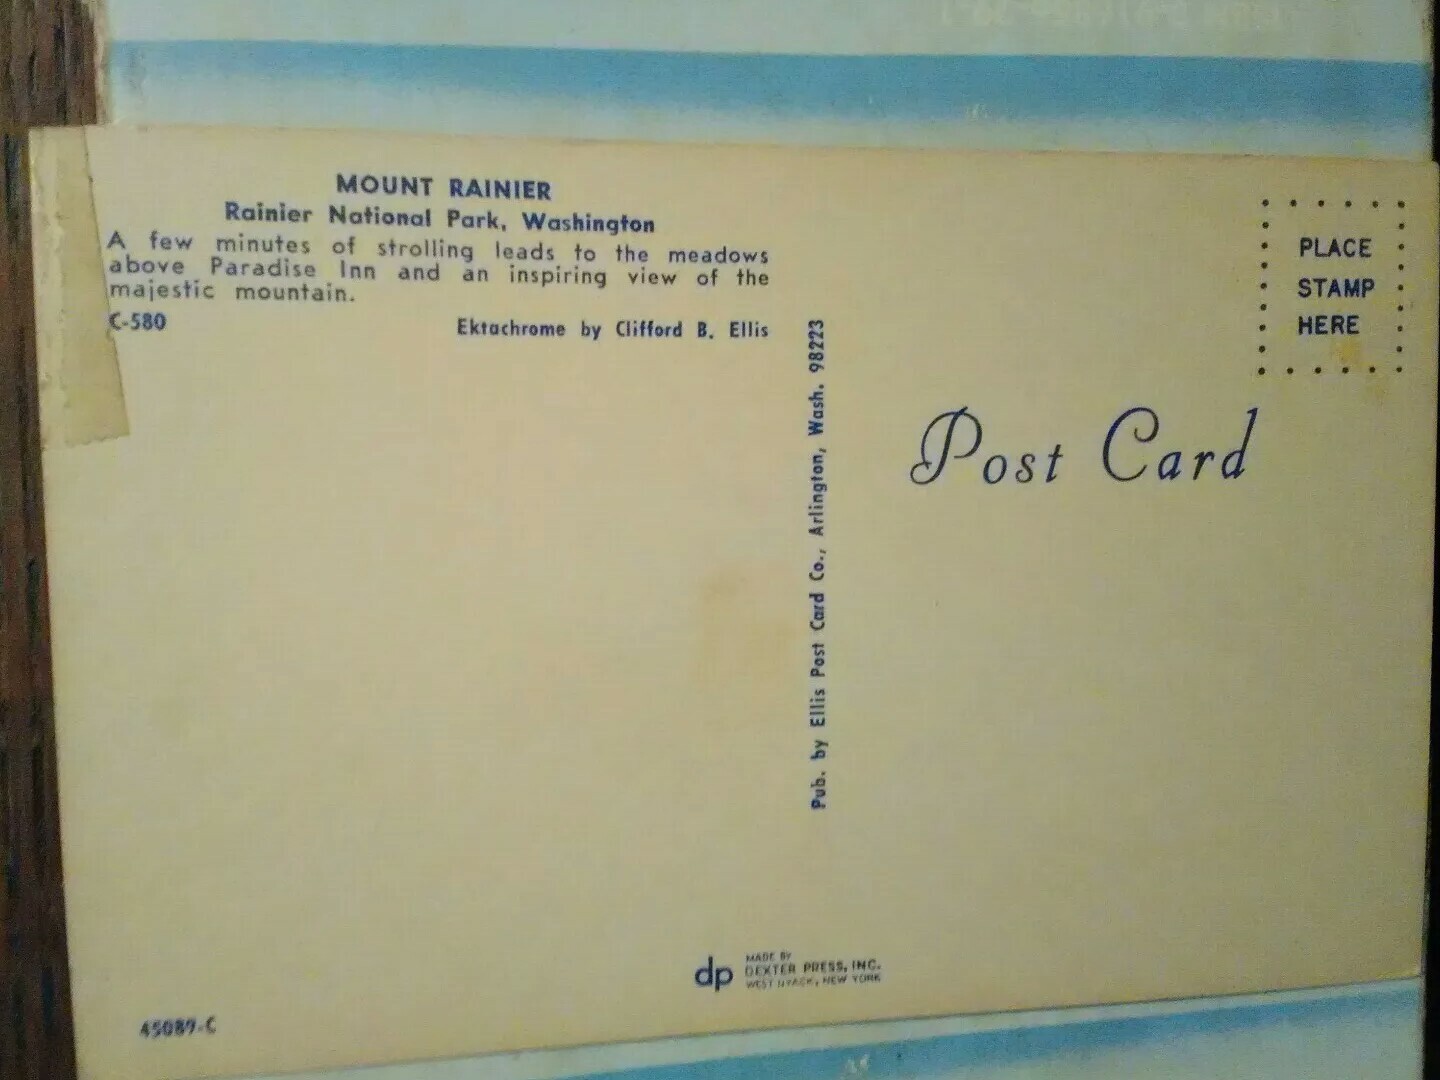 MOUNT RAINIER
Rainier National Park, Washington
A few minutes of strolling leads to the meadows
above Paradise Inn and an inspiring view of the
majestic mountain.
C-580
Ektachrome by Clifford B. Ellis
Pub. by Ellis Post Card Co., Arlington, Wash. 98223
PLACE
STAMP
HERE
Post Card
dp
MADE BY
DEXTER PRESS, INC.
WEST NYACK, NEW YORK
45089-C